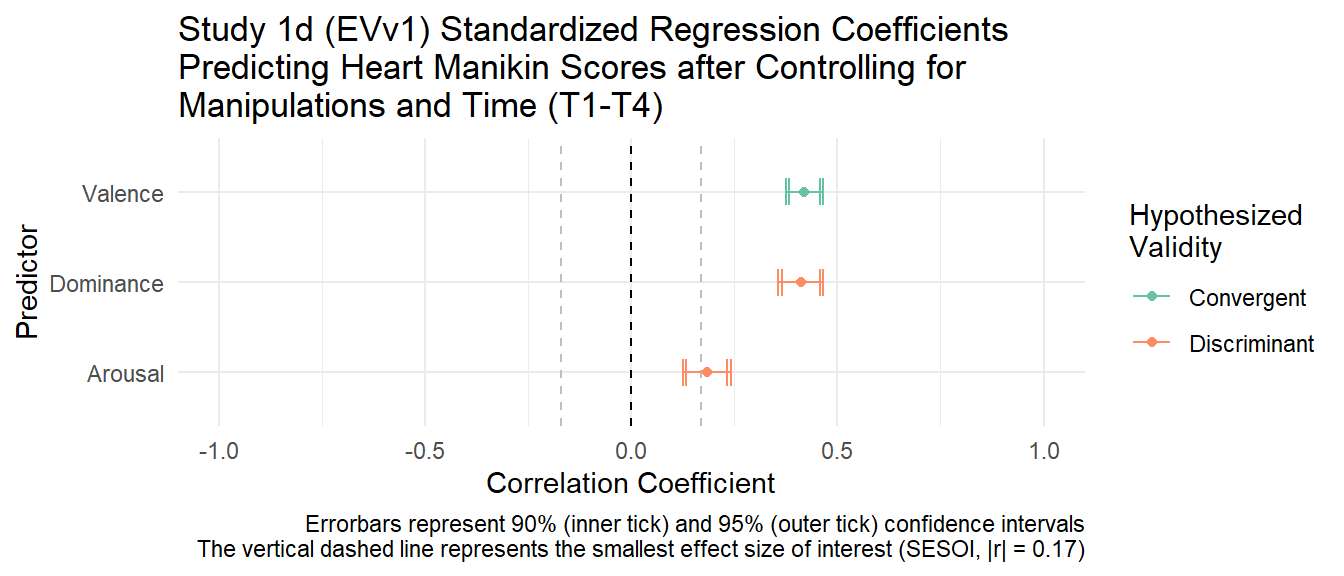 Study 1d (EVv1) Standardized Regression Coefficients
Predicting Heart Manikin Scores after Controlling for
Manipulations and Time (T1-T4)
Predictor
Valence
Dominance
Arousal
-1.0 -0.5 0.0 0.5 1.0
Correlation Coefficient
Hypothesized
Validity
Convergent
Discriminant
Errorbars represent 90% (inner tick) and 95% (outer tick) confidence intervals
The vertical dashed line represents the smallest effect size of interest (SESOI, |r| = 0.17)